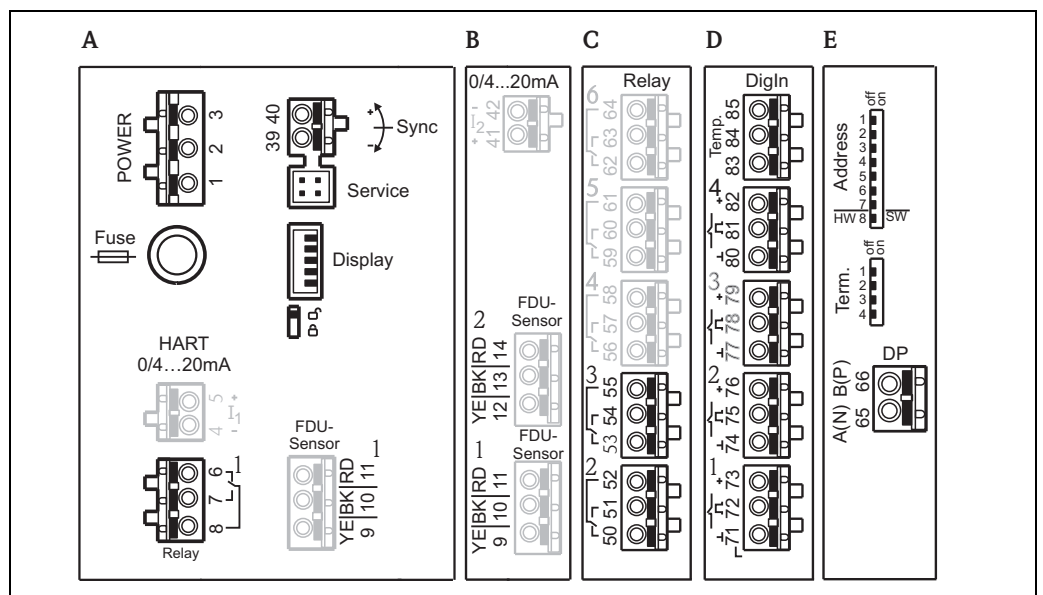 A
B
C
D
E
POWER
3
2
1
39 40
+
-
Sync
Service
Fuse
Display
HART
0/4...20mA
5 +
I1
4 -
6
7
8
1
Relay
FDU-
Sensor
1
YE|BK|RD
9 |10| 11
0/4...20mA
- 42
I2
+ 41
2
FDU-
Sensor
YE|BK|RD
12|13| 14
1
FDU-
Sensor
YE|BK|RD
9 |10| 11
Relay
6
64
63
62
5
61
60
59
4
58
57
56
3
55
54
53
2
52
51
50
DigIn
Temp.
85
84
83
4
+ 82
81
80
3
+ 79
78
77
2
+ 76
75
74
1
+ 73
72
71
off
on
Address
1
2
3
4
5
6
7
HW 8 SW
off
on
Term.
1
2
3
4
DP
B(P) 66
A(N) 65